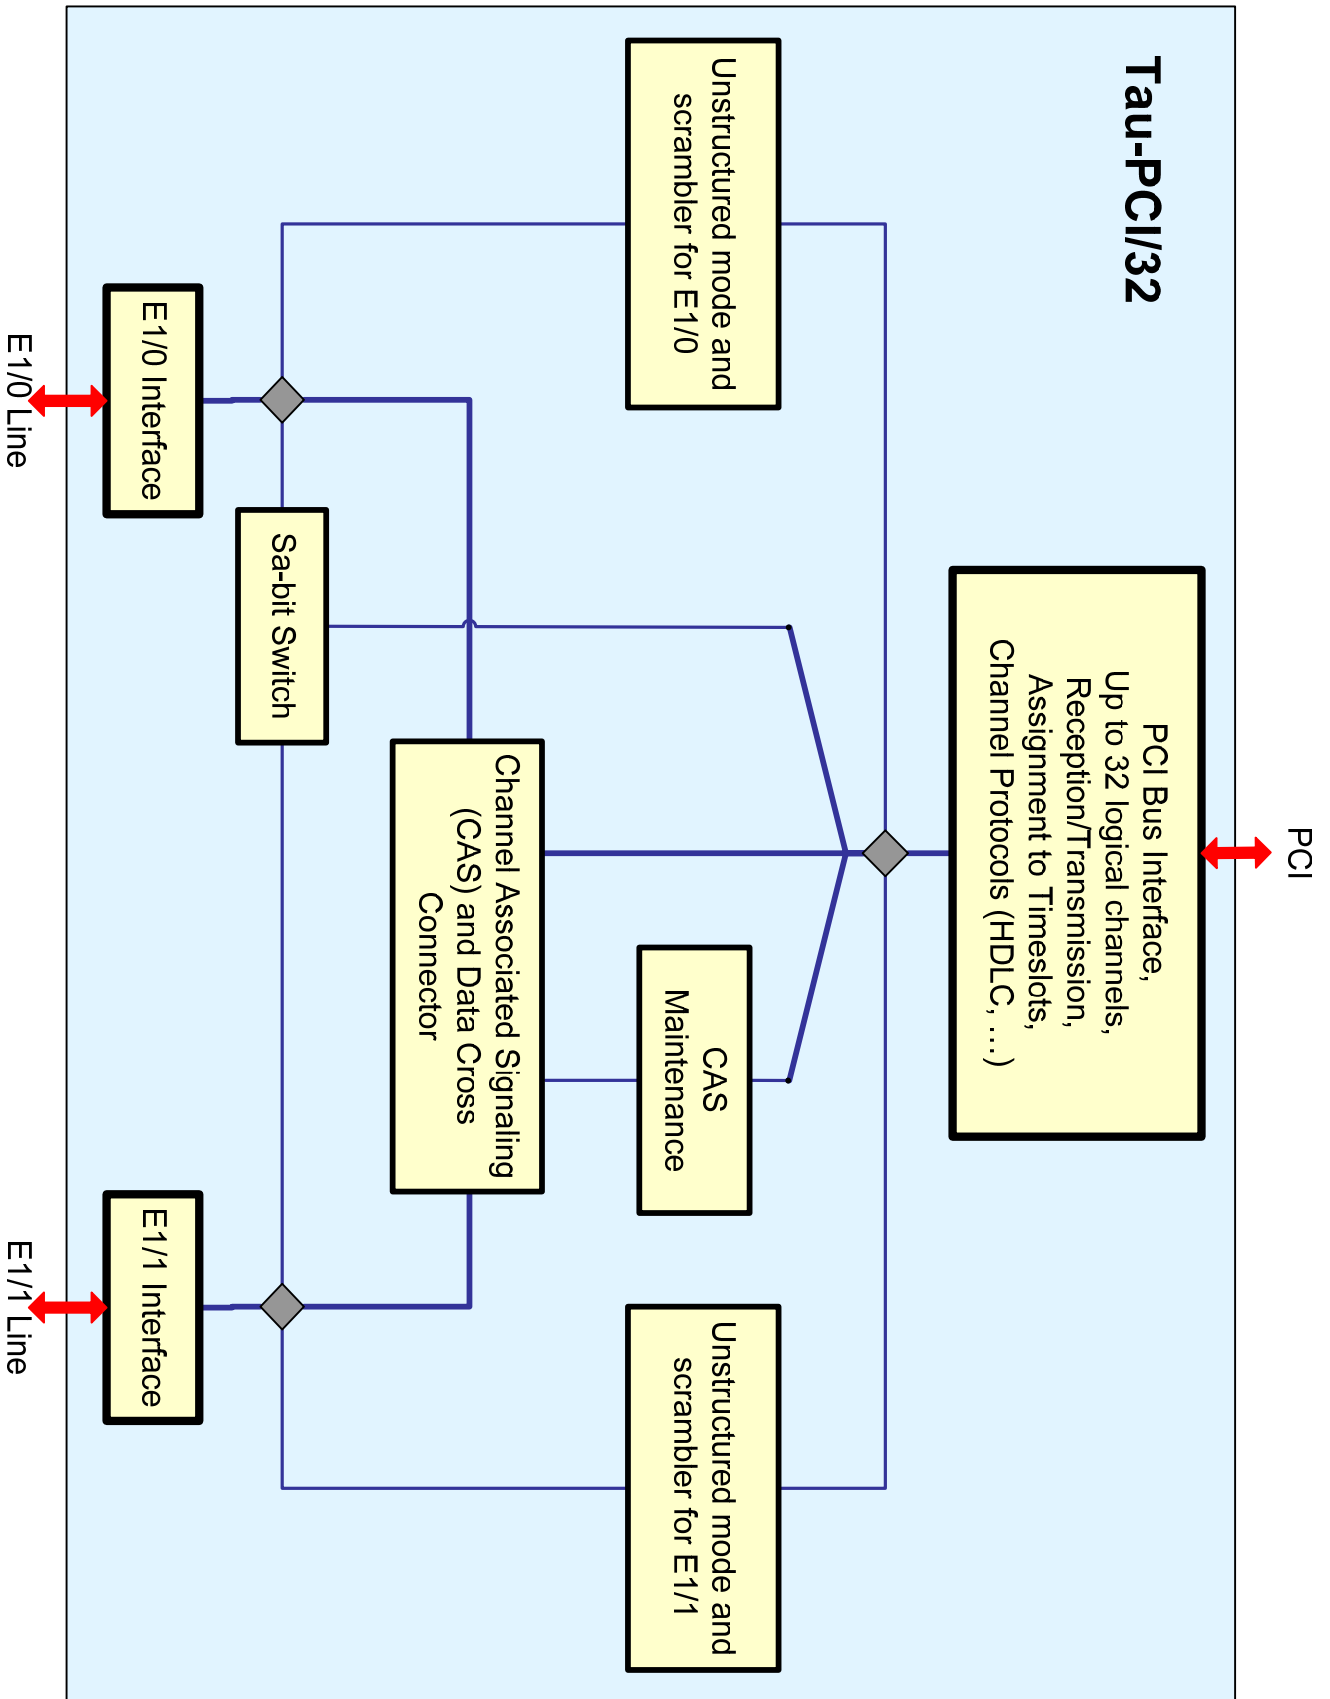 Tau-PCI/32
PCI
PCI Bus Interface,
Up to 32 logical channels,
Reception/Transmission,
Assignment to Timeslots,
Channel Protocols (HDLC, …)
Unstructured mode and
scrambler for E1/0
CAS
Maintenance
Unstructured mode and
scrambler for E1/1
Channel Associated Signaling
(CAS) and Data Cross
Connector
Sa-bit Switch
E1/0 Interface
E1/1 Interface
E1/0 Line
E1/1 Line